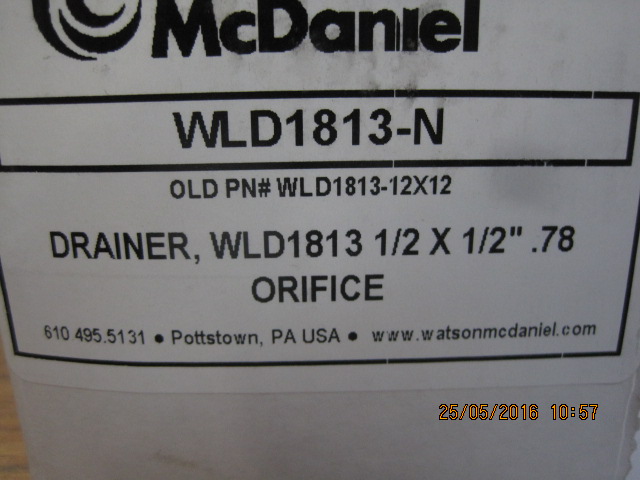 McDaniel
WLD1813-N
OLD PN# WLD1813-12X12
DRAINER, WLD1813 1/2 X 1/2" .78
ORIFICE
610 495.5131 ● Pottstown, PA USA ● www.watsonmcdaniel.com
25/05/2016 10:57